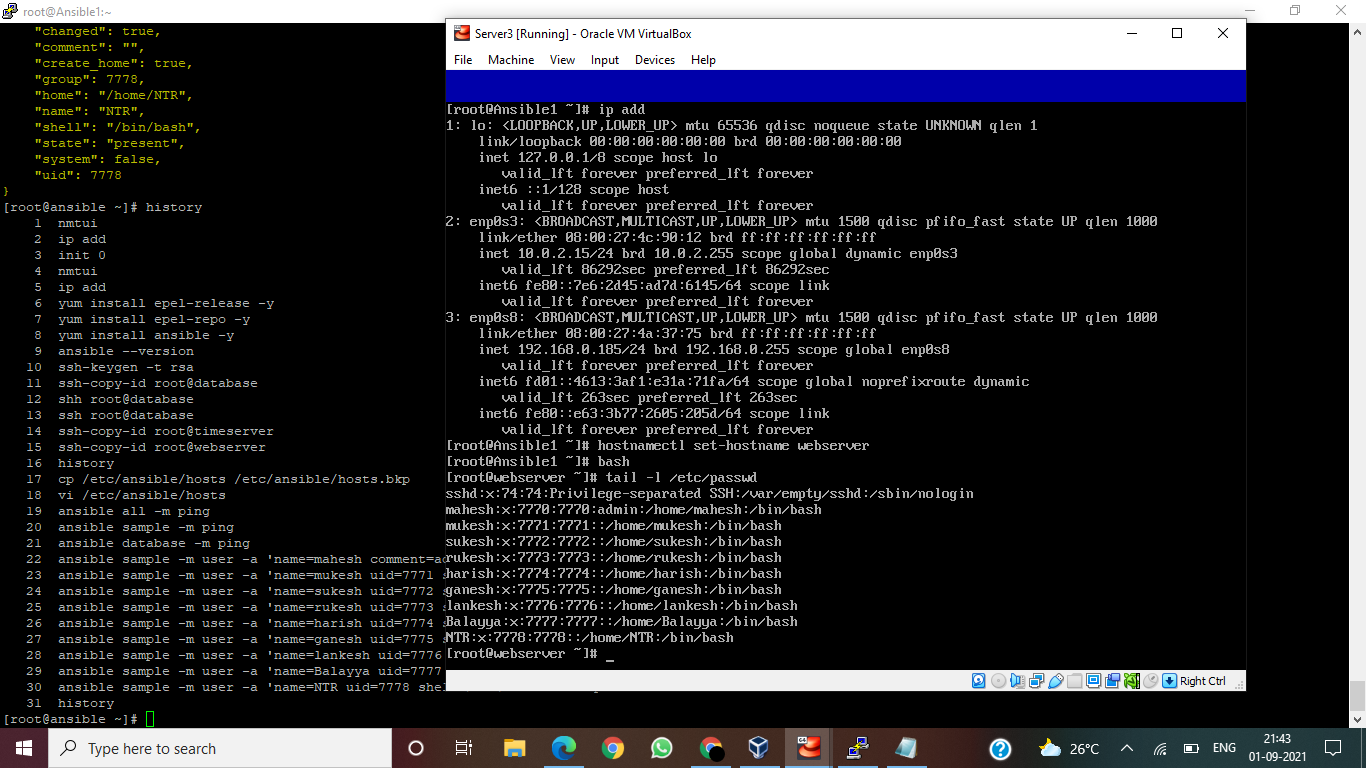 root@Ansible1:~
"changed": true,
"comment": "",
"create_home": true,
"group": 7778,
"home": "/home/NTR",
"name": "NTR",
"shell": "/bin/bash",
"state": "present",
"system": false,
"uid": 7778
}
[root@ansible ~]# history
1 nmtui
2 ip add
3 init 0
4 nmtui
5 ip add
6 yum install epel-release -y
7 yum install epel-repo -y
8 yum install ansible -y
9 ansible --version
10 ssh-keygen -t rsa
11 ssh-copy-id root@database
12 shh root@database
13 ssh root@database
14 ssh-copy-id root@timeserver
15 ssh-copy-id root@webserver
16 history
17 cp /etc/ansible/hosts /etc/ansible/hosts.bkp
18 vi /etc/ansible/hosts
19 ansible all -m ping
20 ansible sample -m ping
21 ansible database -m ping
22 ansible sample -m user -a 'name=mahesh comment=ad
23 ansible sample -m user -a 'name=mukesh uid=7771 s
24 ansible sample -m user -a 'name=sukesh uid=7772 s
25 ansible sample -m user -a 'name=rukesh uid=7773 s
26 ansible sample -m user -a 'name=harish uid=7774 s
27 ansible sample -m user -a 'name=ganesh uid=7775 s
28 ansible sample -m user -a 'name=lankesh uid=7776
29 ansible sample -m user -a 'name=Balayya uid=7777
30 ansible sample -m user -a 'name=NTR uid=7778 shel
31 history
[root@ansible ~]#
Server3 [Running] - Oracle VM VirtualBox
File Machine View Input Devices Help
[root@Ansible1 ~]# ip add
1: lo: <LOOPBACK,UP,LOWER_UP> mtu 65536 qdisc noqueue state UNKNOWN qlen 1
link/loopback 00:00:00:00:00:00 brd 00:00:00:00:00:00
inet 127.0.0.1/8 scope host lo
valid_lft forever preferred_lft forever
inet6 ::1/128 scope host
valid_lft forever preferred_lft forever
2: enp0s3: <BROADCAST,MULTICAST,UP,LOWER_UP> mtu 1500 qdisc pfifo_fast state UP qlen 1000
link/ether 08:00:27:4c:90:12 brd ff:ff:ff:ff:ff:ff
inet 10.0.2.15/24 brd 10.0.2.255 scope global dynamic enp0s3
valid_lft 86292sec preferred_lft 86292sec
inet6 fe80::7e6:2d45:ad7d:6145/64 scope link
valid_lft forever preferred_lft forever
3: enp0s8: <BROADCAST,MULTICAST,UP,LOWER_UP> mtu 1500 qdisc pfifo_fast state UP qlen 1000
link/ether 08:00:27:4a:37:75 brd ff:ff:ff:ff:ff:ff
inet 192.168.0.185/24 brd 192.168.0.255 scope global enp0s8
valid_lft forever preferred_lft forever
inet6 fd01::4613:3af1:e31a:71fa/64 scope global noprefixroute dynamic
valid_lft 263sec preferred_lft 263sec
inet6 fe80::e63:3b77:2605:205d/64 scope link
valid_lft forever preferred_lft forever
[root@Ansible1 ~]# hostnamectl set-hostname webserver
[root@Ansible1 ~]# bash
[root@webserver ~]# tail -l /etc/passwd
sshd:x:74:74:Privilege-separated SSH:/var/empty/sshd:/sbin/nologin
mahesh:x:7770:7770:admin:/home/mahesh:/bin/bash
mukesh:x:7771:7771::/home/mukesh:/bin/bash
sukesh:x:7772:7772::/home/sukesh:/bin/bash
rukesh:x:7773:7773::/home/rukesh:/bin/bash
harish:x:7774:7774::/home/harish:/bin/bash
ganesh:x:7775:7775::/home/ganesh:/bin/bash
lankesh:x:7776:7776::/home/lankesh:/bin/bash
Balayya:x:7777:7777::/home/Balayya:/bin/bash
NTR:x:7778:7778::/home/NTR:/bin/bash
[root@webserver ~]# _
Right Ctrl
Type here to search
26°C
ENG
21:43
01-09-2021